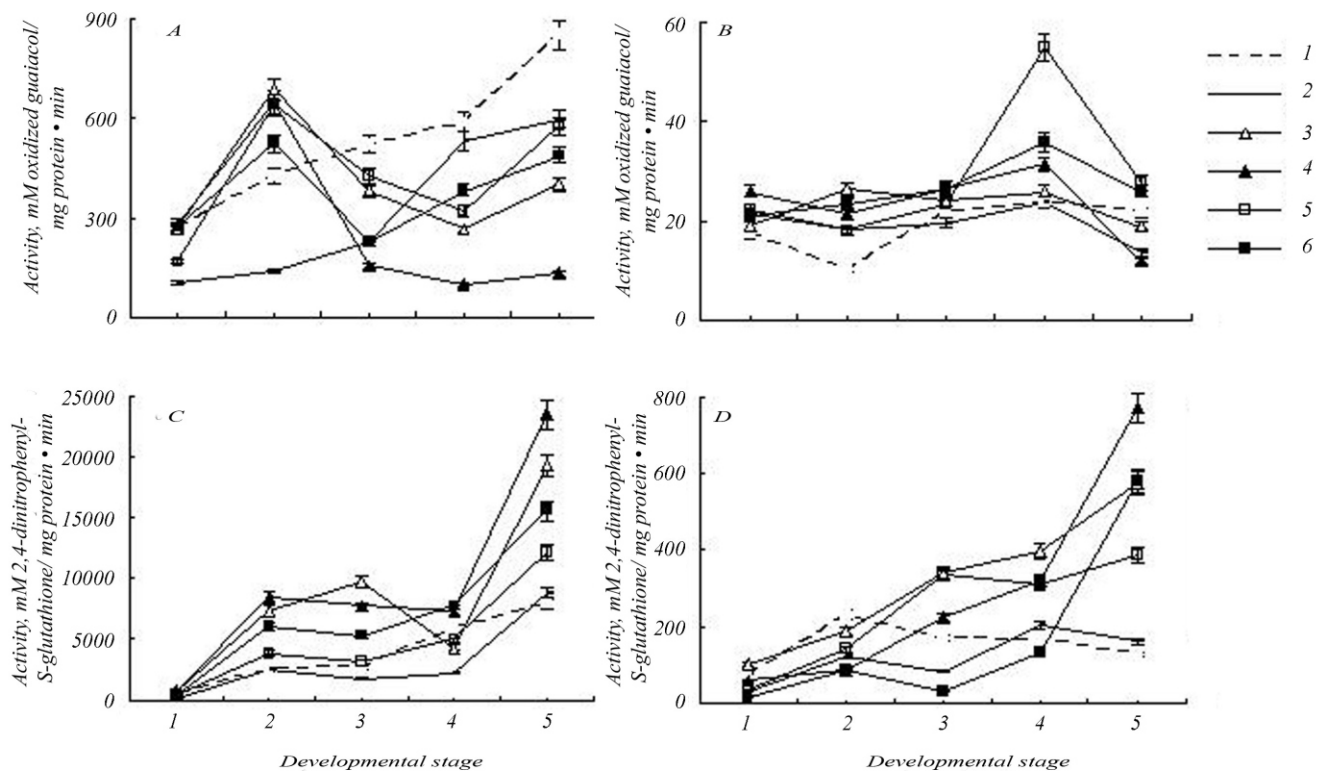 A
Activity, mM oxidized guaiacol/
mg protein • min
900
600
300
0
B
Activity, mM oxidized guaiacol/
mg protein • min
60
40
20
0
1
2
3
4
5
6
C
Activity, mM 2,4-dinitrophenyl-
S-glutathione/ mg protein • min
25000
20000
15000
10000
5000
0
1 2 3 4 5
Developmental stage
D
Activity, mM 2,4-dinitrophenyl-
S-glutathione/ mg protein • min
800
600
400
200
0
1 2 3 4 5
Developmental stage